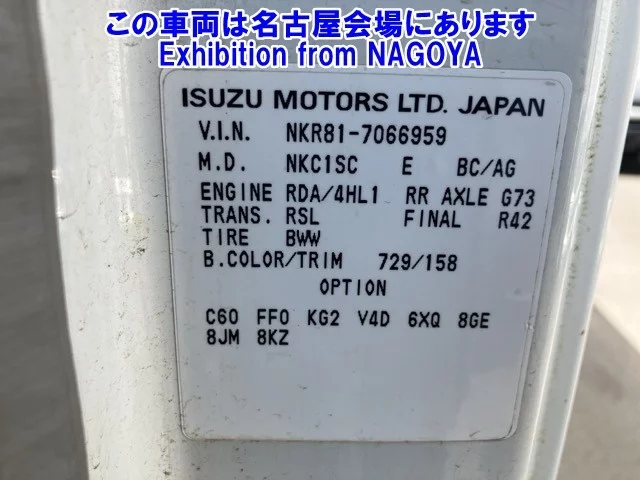 この車両は名古屋会場にあります
Exhibition from NAGOYA
ISUZU MOTORS LTD. JAPAN
V.I.N. NKR81-7066959
M.D. NKC1SC E BC/AG
ENGINE RDA/4HL1 RR AXLE G73
TRANS. RSL FINAL R42
TIRE BWW
B.COLOR/TRIM 729/158
OPTION
C60 FF0 KG2 V4D 6XQ 8GE
8JM 8KZ